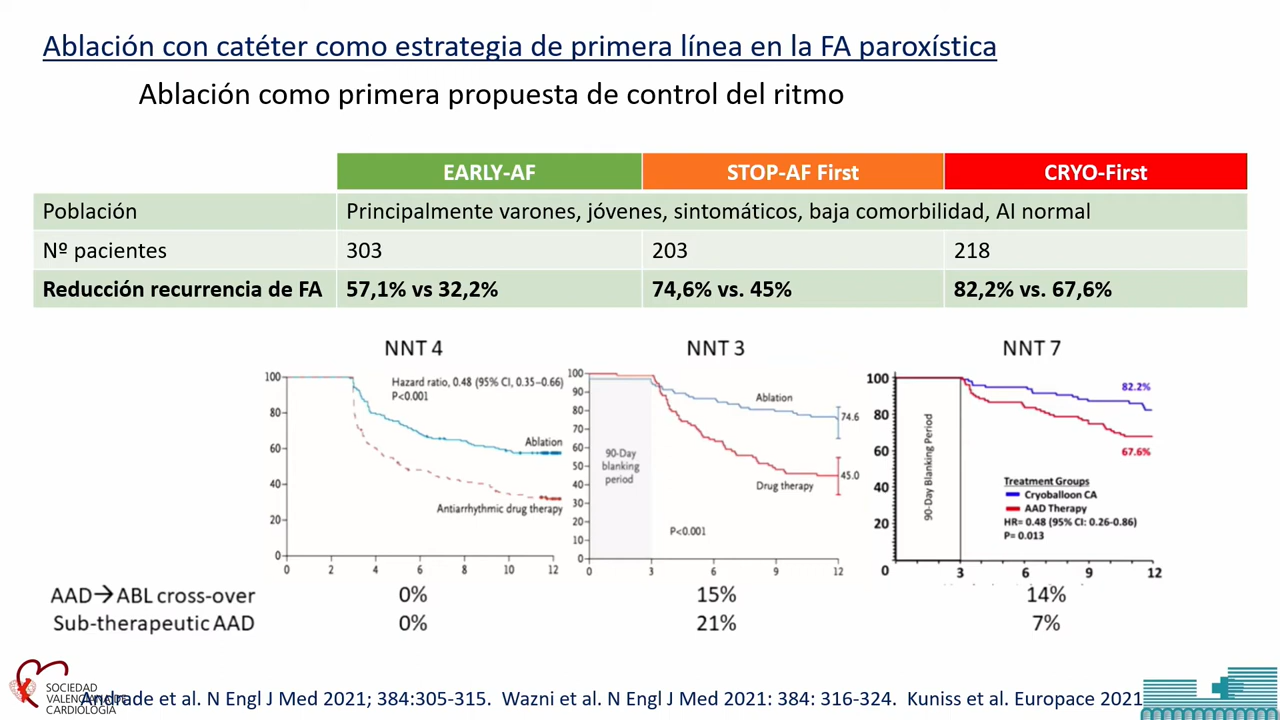 Ablación con catéter como estrategia de primera línea en la FA paroxística
Ablación como primera propuesta de control del ritmo
EARLY-AF STOP-AF First CRYO-First
Población Principalmente varones, jóvenes, sintomáticos, baja comorbilidad, AI normal
Nº pacientes 303 203 218
Reducción recurrencia de FA 57,1% vs 32,2% 74,6% vs. 45% 82,2% vs. 67,6%
NNT 4 NNT 3 NNT 7
100
80
60
40
20
0
0 2 4 6 8 10 12
Hazard ratio, 0.48 (95% CI, 0.35–0.66)
P<0.001
Ablation
Antiarrhythmic drug therapy
100
90
80
70
60
50
40
30
20
10
0
0 3 6 9 12
90-Day
blanking
period
Ablation
74.6
45.0
Drug therapy
P<0.001
100
80
60
40
20
0
3 6 9 12
90-Day Blanking Period
82.2%
67.6%
Treatment Groups
Cryoballoon CA
AAD Therapy
HR= 0.48 (95% CI: 0.26-0.86)
P= 0.013
AAD→ABL cross-over 0% 15% 14%
Sub-therapeutic AAD 0% 21% 7%
SOCIEDAD
VALENCIANA DE
CARDIOLOGÍA
Andrade et al. N Engl J Med 2021; 384:305-315. Wazni et al. N Engl J Med 2021: 384: 316-324. Kuniss et al. Europace 2021